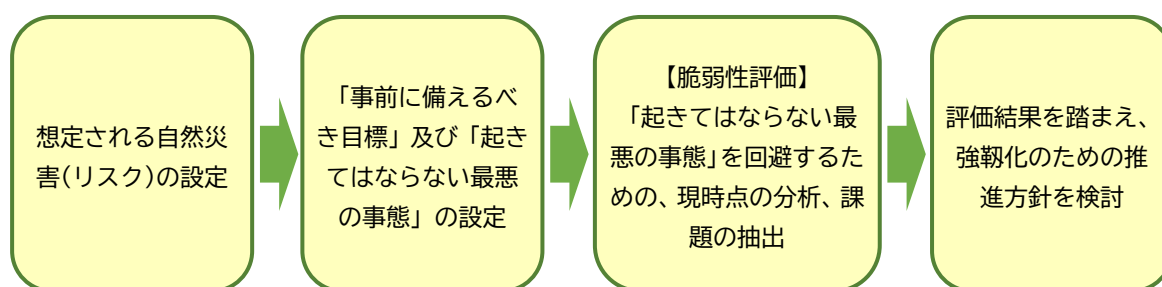 想定される自然災
害(リスク)の設定
「事前に備えるべ
き目標」及び「起き
てはならない最悪
の事態」の設定
【脆弱性評価】
「起きてはならない最
悪の事態」を回避するた
めの、現時点の分析、課
題の抽出
評価結果を踏まえ、
強靱化のための推
進方針を検討